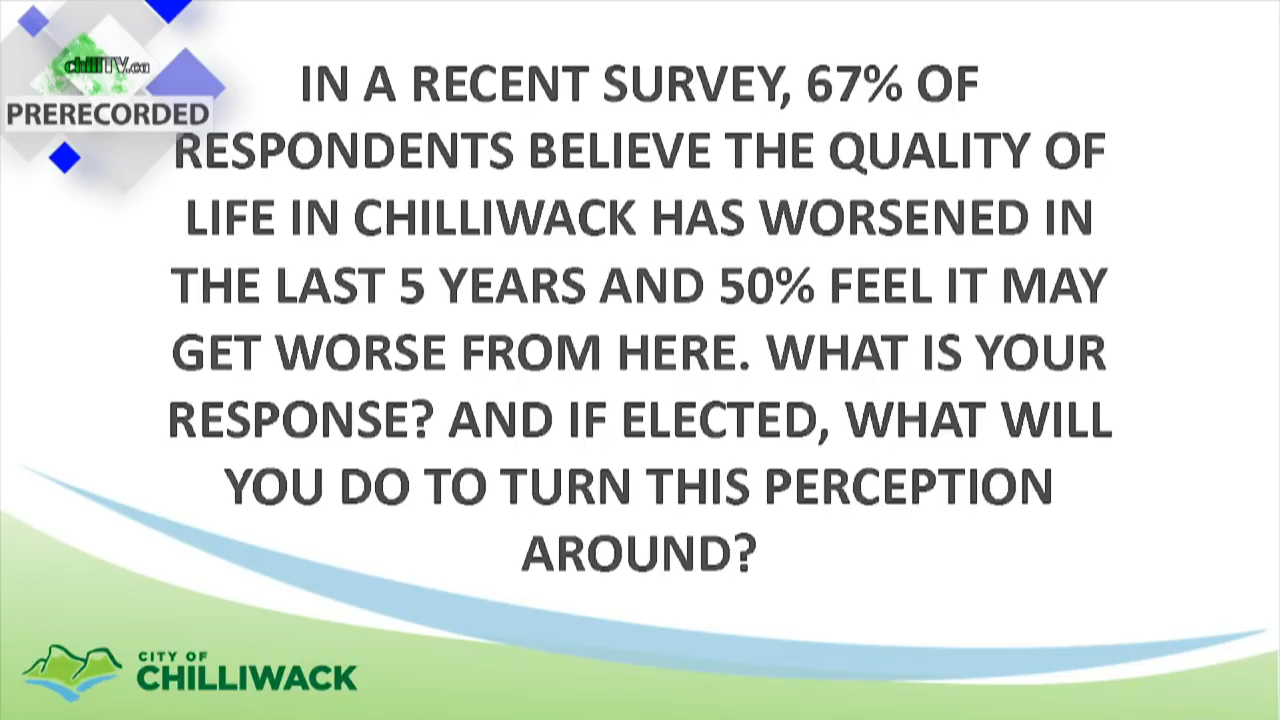 chillTV.ca
PRERECORDED
IN A RECENT SURVEY, 67% OF
RESPONDENTS BELIEVE THE QUALITY OF
LIFE IN CHILLIWACK HAS WORSENED IN
THE LAST 5 YEARS AND 50% FEEL IT MAY
GET WORSE FROM HERE. WHAT IS YOUR
RESPONSE? AND IF ELECTED, WHAT WILL
YOU DO TO TURN THIS PERCEPTION
AROUND?
CITY OF
CHILLIWACK